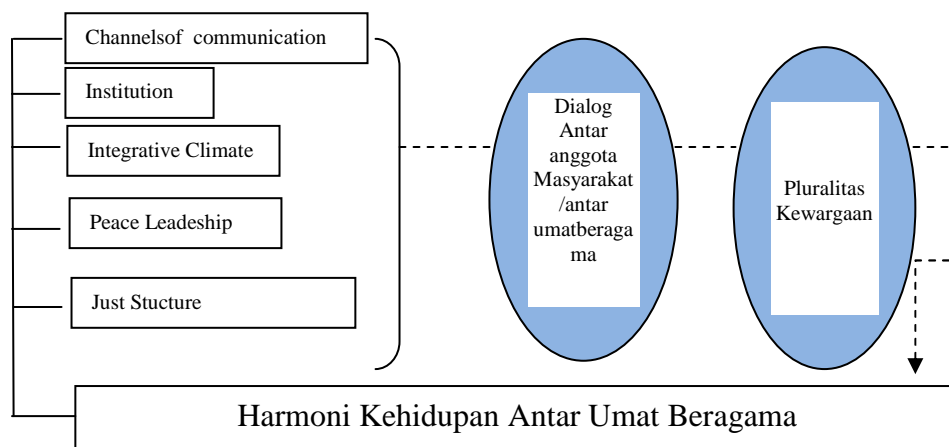 Channelsof communication
Institution
Integrative Climate
Peace Leadeship
Just Stucture
Dialog
Antar
anggota
Masyarakat
/antar
umatberaga
ma
Pluralitas
Kewargaan
Harmoni Kehidupan Antar Umat Beragama